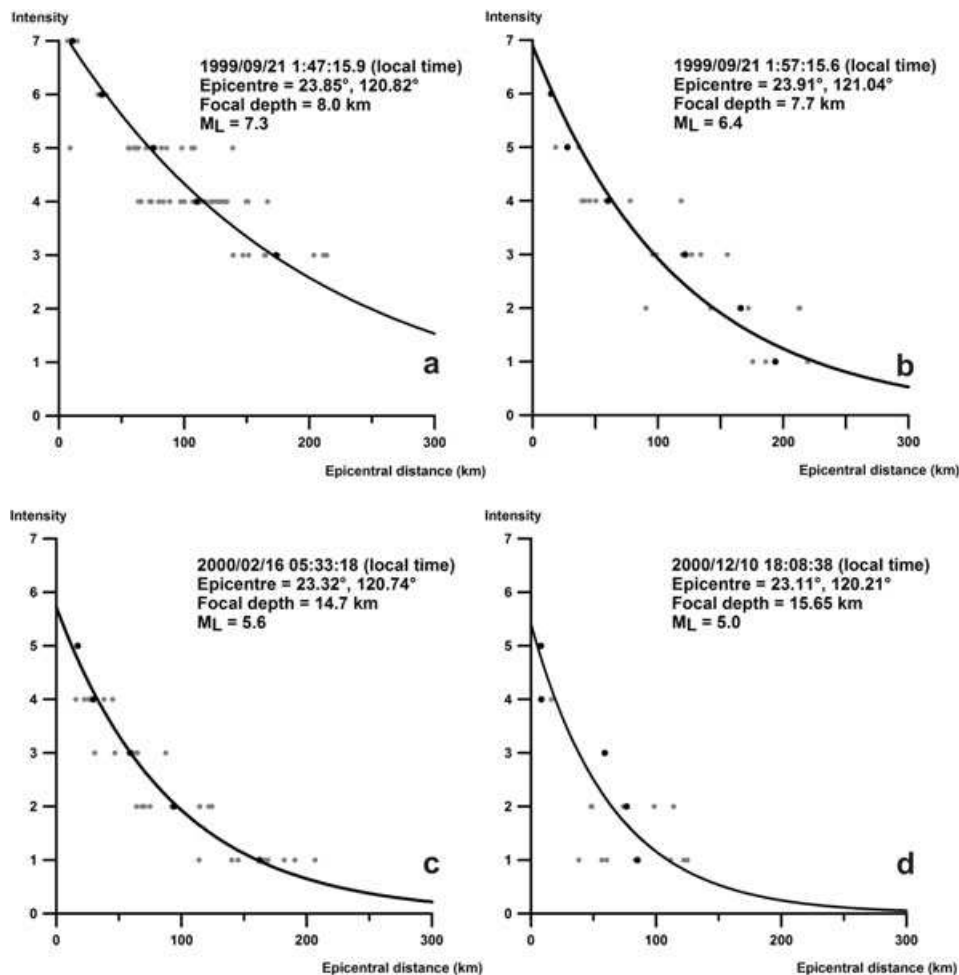 Intensity
7
6
5
4
3
2
1
0
0
100
200
300
Epicentral distance (km)
1999/09/21 1:47:15.9 (local time)
Epicentre = 23.85°, 120.82°
Focal depth = 8.0 km
ML = 7.3
a
Intensity
7
6
5
4
3
2
1
0
0
100
200
300
Epicentral distance (km)
1999/09/21 1:57:15.6 (local time)
Epicentre = 23.91°, 121.04°
Focal depth = 7.7 km
ML = 6.4
b
Intensity
7
6
5
4
3
2
1
0
0
100
200
300
Epicentral distance (km)
2000/02/16 05:33:18 (local time)
Epicentre = 23.32°, 120.74°
Focal depth = 14.7 km
ML = 5.6
c
Intensity
7
6
5
4
3
2
1
0
0
100
200
300
Epicentral distance (km)
2000/12/10 18:08:38 (local time)
Epicentre = 23.11°, 120.21°
Focal depth = 15.65 km
ML = 5.0
d